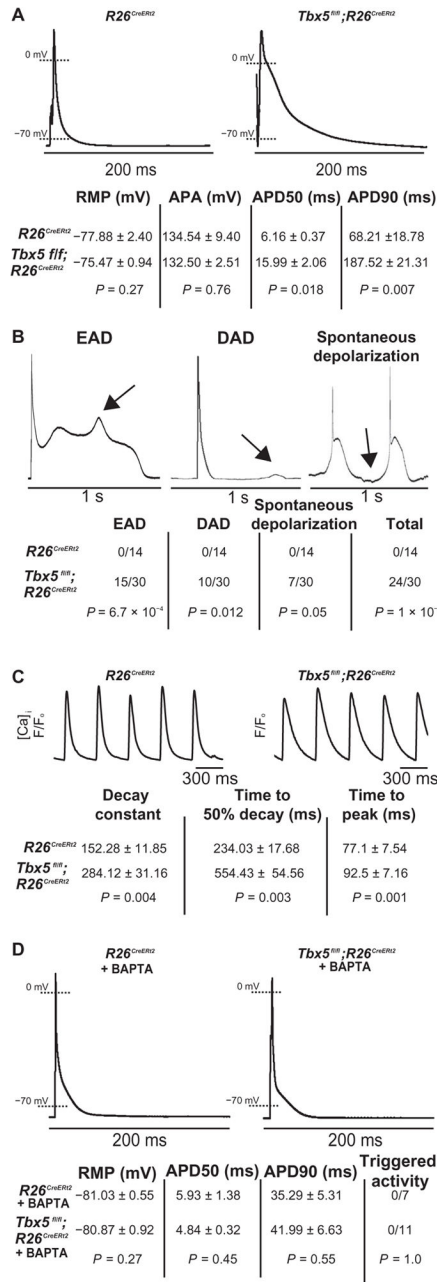 A
R26CreERt2
Tbx5fl/fl;R26CreERt2
0 mV
0 mV
−70 mV
−70 mV
200 ms
200 ms
RMP (mV) APA (mV) APD50 (ms) APD90 (ms)
R26CreERt2 −77.88 ± 2.40 134.54 ± 9.40 6.16 ± 0.37 68.21 ±18.78
Tbx5 flf;
R26CreERt2 −75.47 ± 0.94 132.50 ± 2.51 15.99 ± 2.06 187.52 ± 21.31
P = 0.27 P = 0.76 P = 0.018 P = 0.007
B
EAD
DAD
Spontaneous
depolarization
1 s
1 s
1 s
EAD DAD Spontaneous
depolarization Total
R26CreERt2 0/14 0/14 0/14 0/14
Tbx5 fl/fl;
R26CreERt2 15/30 10/30 7/30 24/30
P = 6.7 × 10−4 P = 0.012 P = 0.05 P = 1 × 10−
C
R26CreERt2
Tbx5fl/fl;R26CreERt2
[Ca]i
F/Fo
F/Fo
300 ms
300 ms
Decay
constant
Time to
50% decay (ms)
Time to
peak (ms)
R26CreERt2 152.28 ± 11.85 234.03 ± 17.68 77.1 ± 7.54
Tbx5 fl/fl;
R26CreERt2 284.12 ± 31.16 554.43 ± 54.56 92.5 ± 7.16
P = 0.004 P = 0.003 P = 0.001
D
R26CreERt2
+ BAPTA
Tbx5fl/fl;R26CreERt2
+ BAPTA
0 mV
0 mV
−70 mV
−70 mV
200 ms
200 ms
RMP (mV) APD50 (ms) APD90 (ms) Triggered
activity
R26CreERt2
+ BAPTA −81.03 ± 0.55 5.93 ± 1.38 35.29 ± 5.31 0/7
Tbx5 fl/fl;
R26CreERt2
+ BAPTA −80.87 ± 0.92 4.84 ± 0.32 41.99 ± 6.63 0/11
P = 0.27 P = 0.45 P = 0.55 P = 1.0